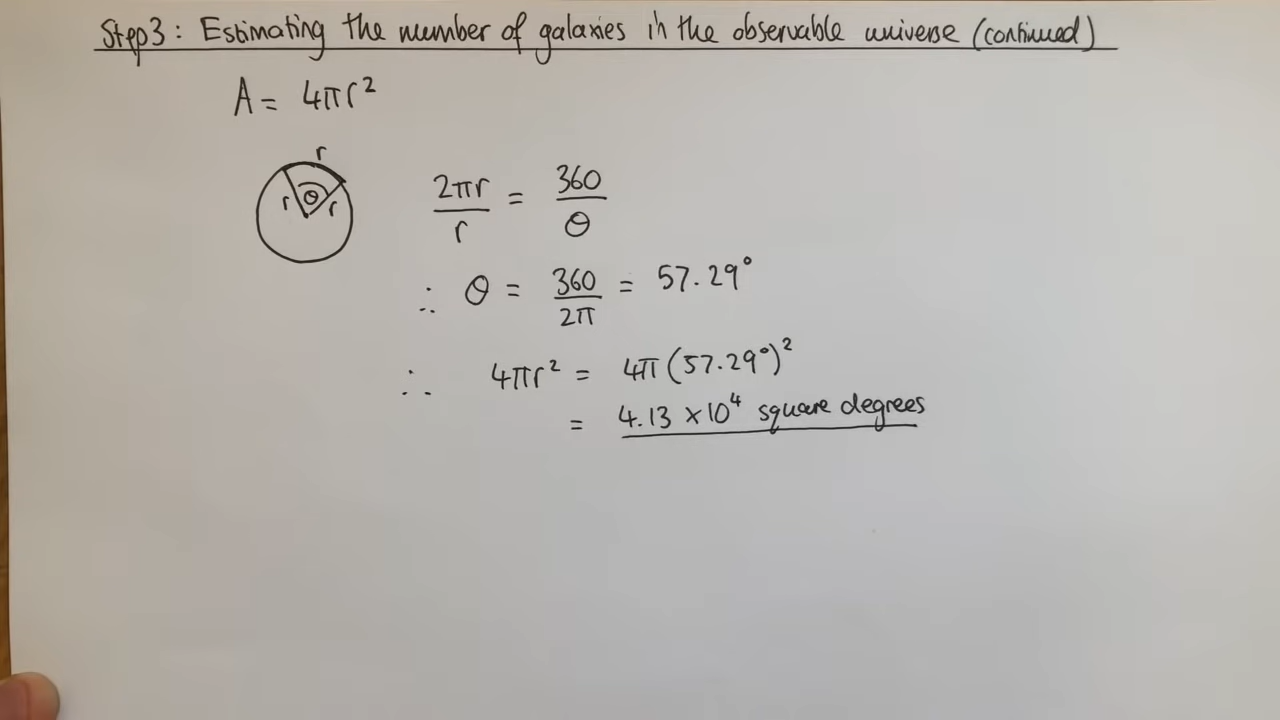 Step 3: Estimating the number of galaxies in the observable universe (continued)
A = 4πr²
r
r θ r
2πr/r = 360/θ
∴ θ = 360/2π = 57.29°
∴ 4πr² = 4π(57.29°)²
= 4.13 × 10⁴ square degrees